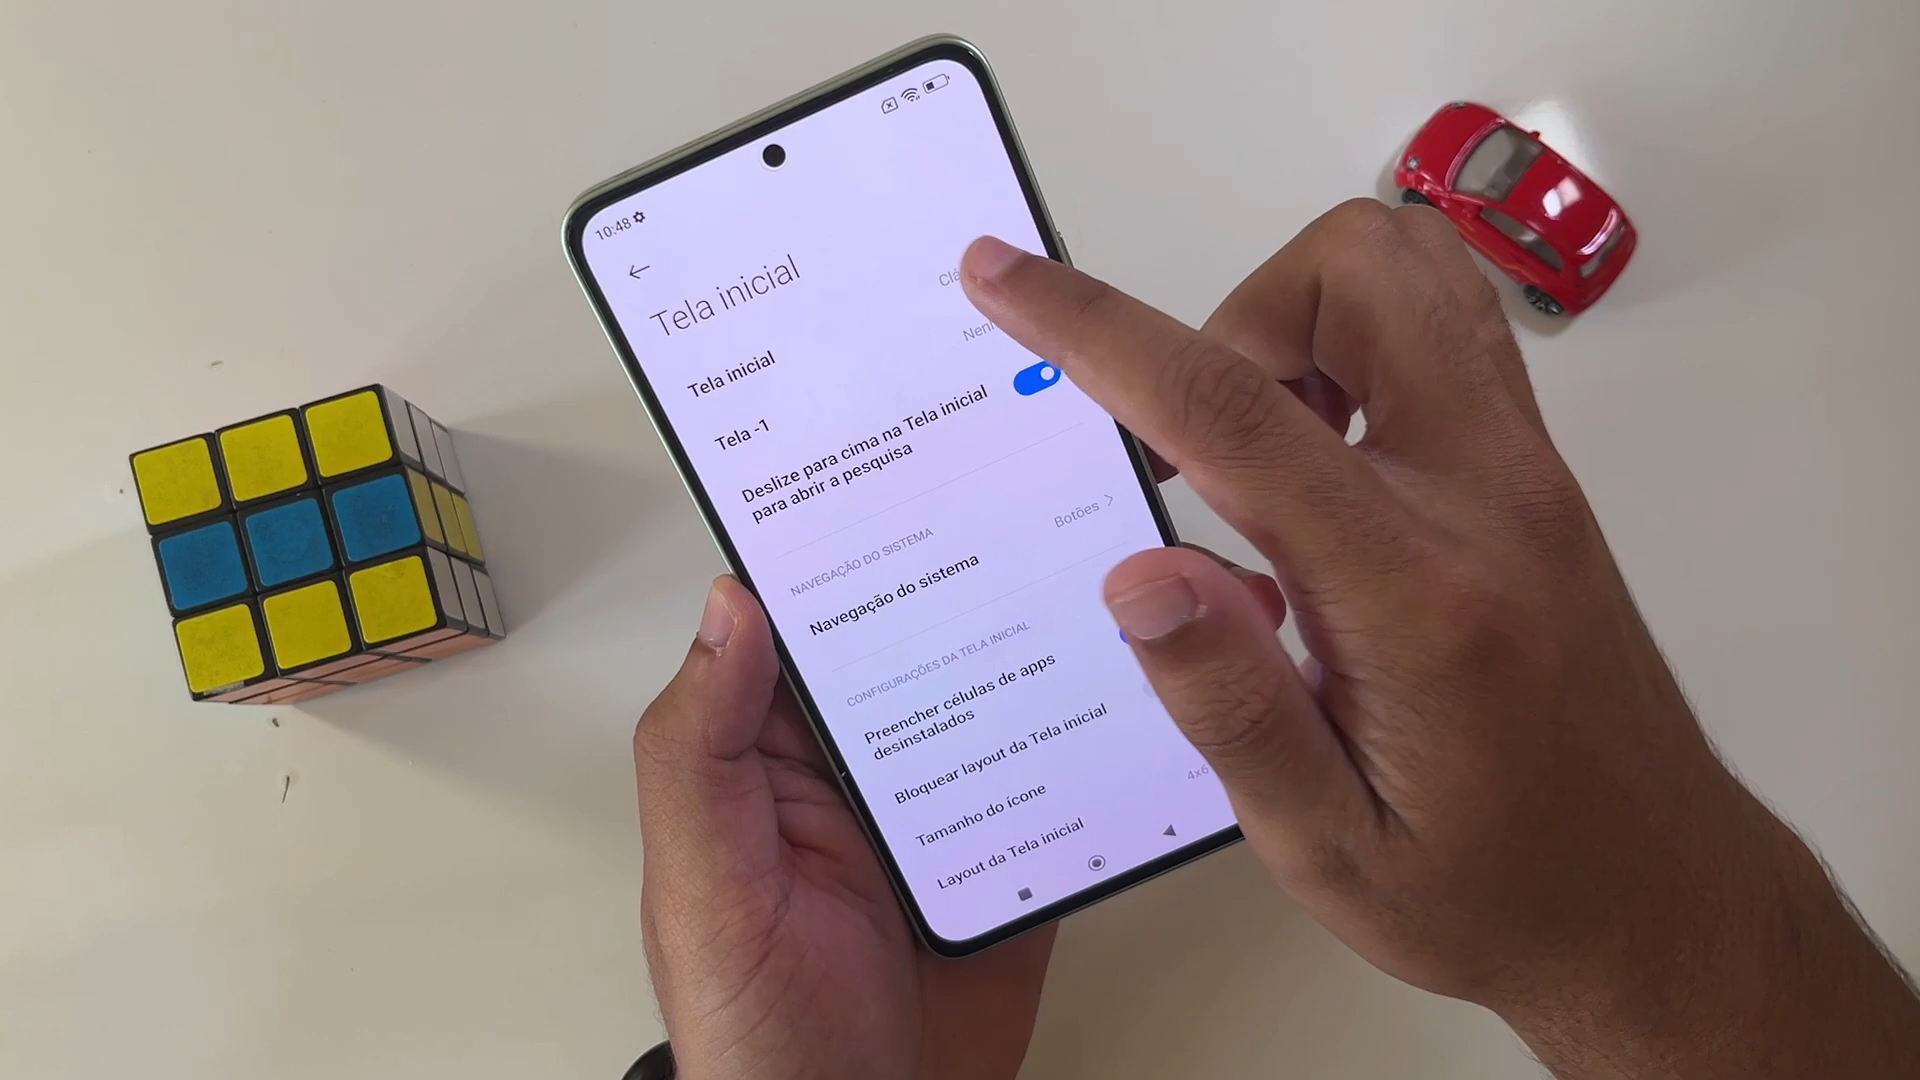 10:48
Tela inicial
Tela inicial
Tela -1
Deslize para cima na Tela inicial
para abrir a pesquisa
NAVEGAÇÃO DO SISTEMA
Navegação do sistema
Botões
CONFIGURAÇÕES DA TELA INICIAL
Preencher células de apps
desinstalados
Bloquear layout da Tela inicial
Tamanho do ícone
Layout da Tela inicial
4x6